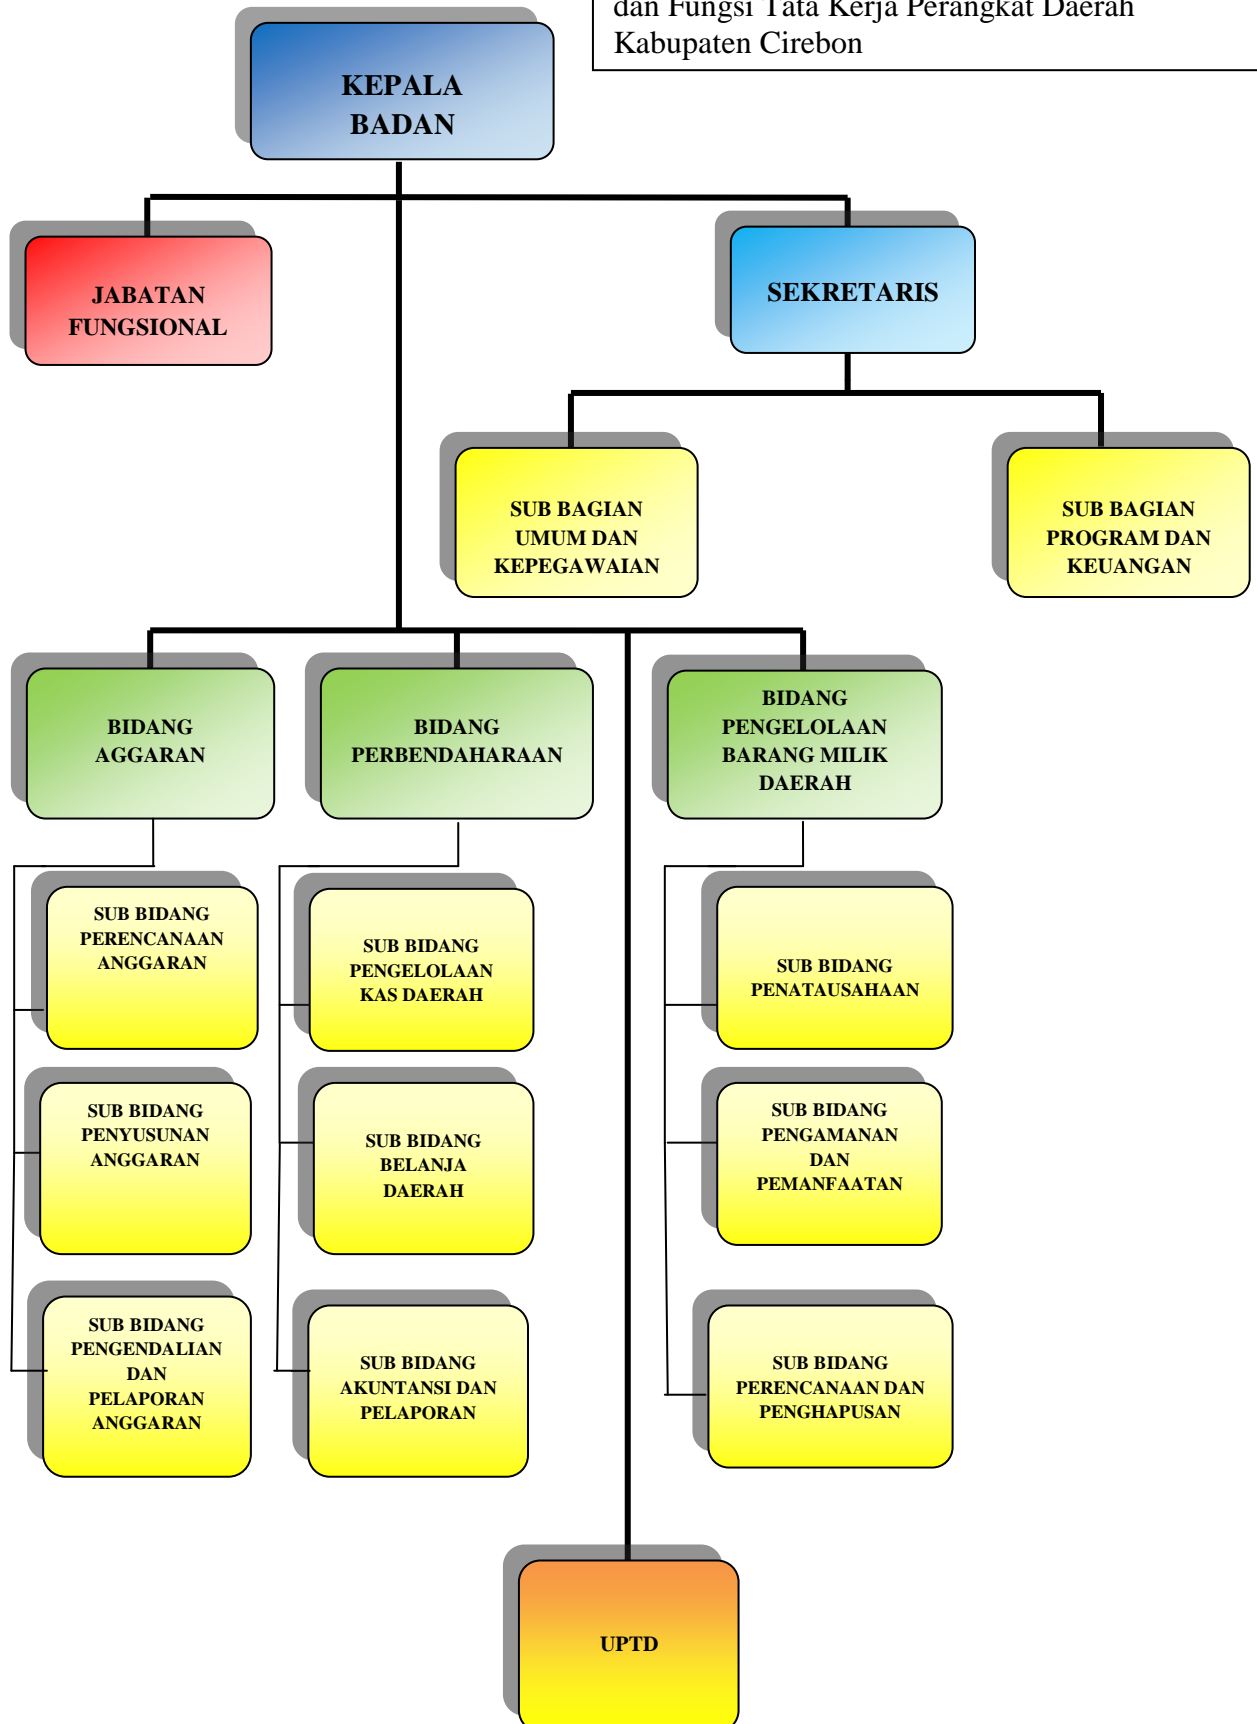 dan Fungsi Tata Kerja Perangkat Daerah
Kabupaten Cirebon
KEPALA
BADAN
JABATAN
FUNGSIONAL
SEKRETARIS
SUB BAGIAN
UMUM DAN
KEPEGAWAIAN
SUB BAGIAN
PROGRAM DAN
KEUANGAN
BIDANG
AGGARAN
BIDANG
PERBENDAHARAAN
BIDANG
PENGELOLAAN
BARANG MILIK
DAERAH
SUB BIDANG
PERENCANAAN
ANGGARAN
SUB BIDANG
PENGELOLAAN
KAS DAERAH
SUB BIDANG
PENATAUSAHAAN
SUB BIDANG
PENYUSUNAN
ANGGARAN
SUB BIDANG
BELANJA
DAERAH
SUB BIDANG
PENGAMANAN
DAN
PEMANFAATAN
SUB BIDANG
PENGENDALIAN
DAN
PELAPORAN
ANGGARAN
SUB BIDANG
AKUNTANSI DAN
PELAPORAN
SUB BIDANG
PERENCANAAN DAN
PENGHAPUSAN
UPTD